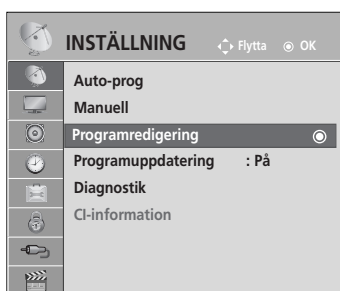 INSTÄLLNING Flytta OK
Auto-prog
Manuell
Programredigering
Programuppdatering : På
Diagnostik
CI-information